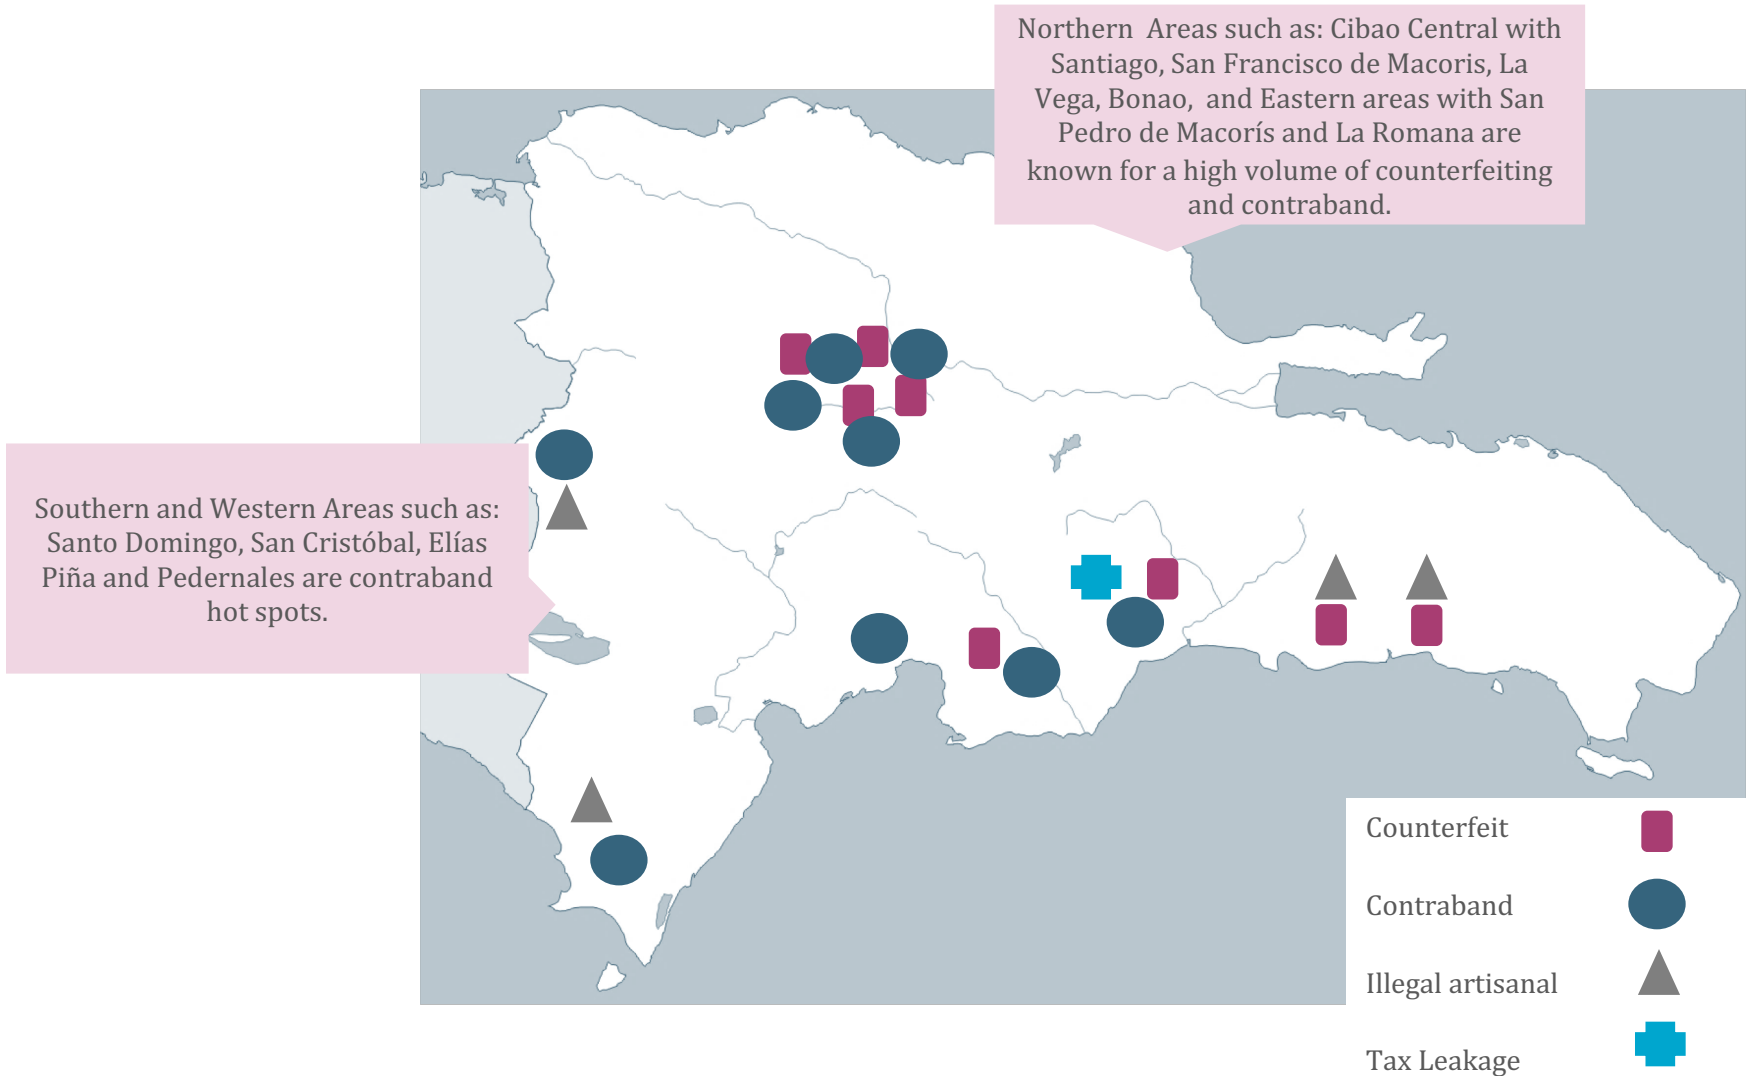 Northern Areas such as: Cibao Central with
Santiago, San Francisco de Macoris, La
Vega, Bonao, and Eastern areas with San
Pedro de Macorís and La Romana are
known for a high volume of counterfeiting
and contraband.
Southern and Western Areas such as:
Santo Domingo, San Cristóbal, Elías
Piña and Pedernales are contraband
hot spots.
Counterfeit
Contraband
Illegal artisanal
Tax Leakage